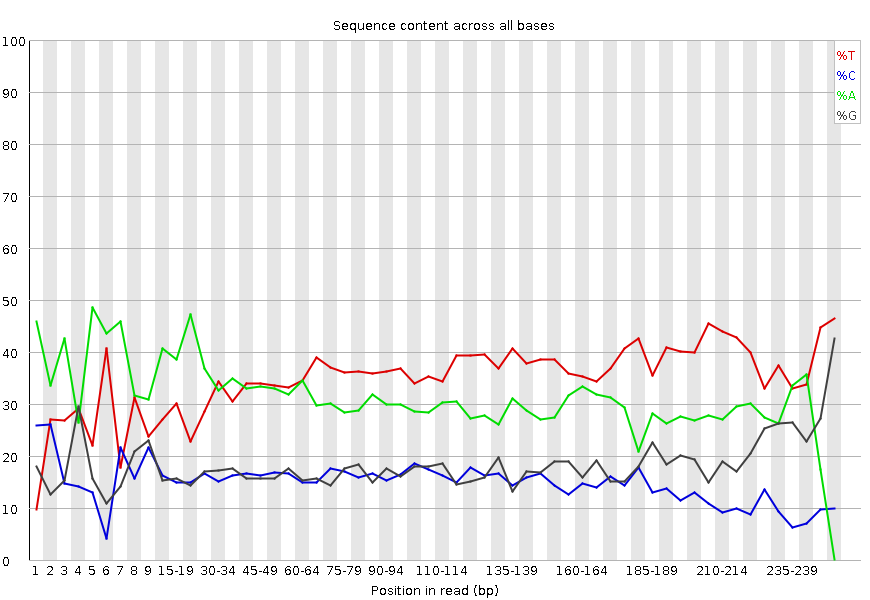 Sequence content across all bases
100
90
80
70
60
50
40
30
20
10
0
%T
%C
%A
%G
1 2 3 4 5 6 7 8 9 15-19 30-34 45-49 60-64 75-79 90-94 110-114 135-139 160-164 185-189 210-214 235-239
Position in read (bp)